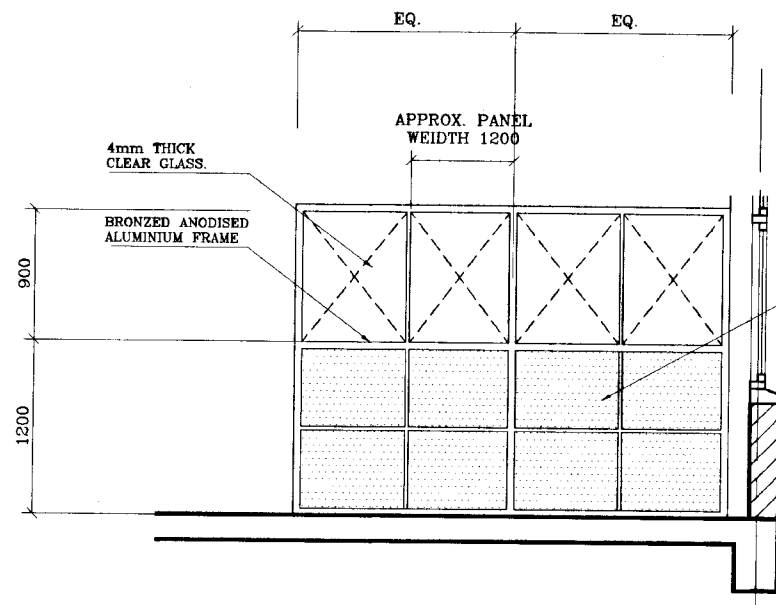 EQ.
EQ.
APPROX. PANEL
WEIDTH 1200
4mm THICK
CLEAR GLASS.
BRONZED ANODISED
ALUMINIUM FRAME
900
1200